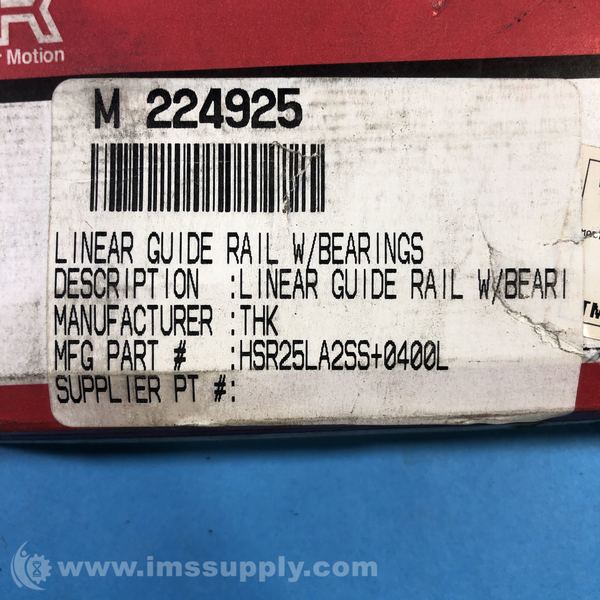 Motion
M 224925
LINEAR GUIDE RAIL W/BEARINGS
DESCRIPTION :LINEAR GUIDE RAIL W/BEARI
MANUFACTURER :THK
MFG PART # :HSR25LA2SS+0400L
SUPPLIER PT #:
TM
www.imssupply.com